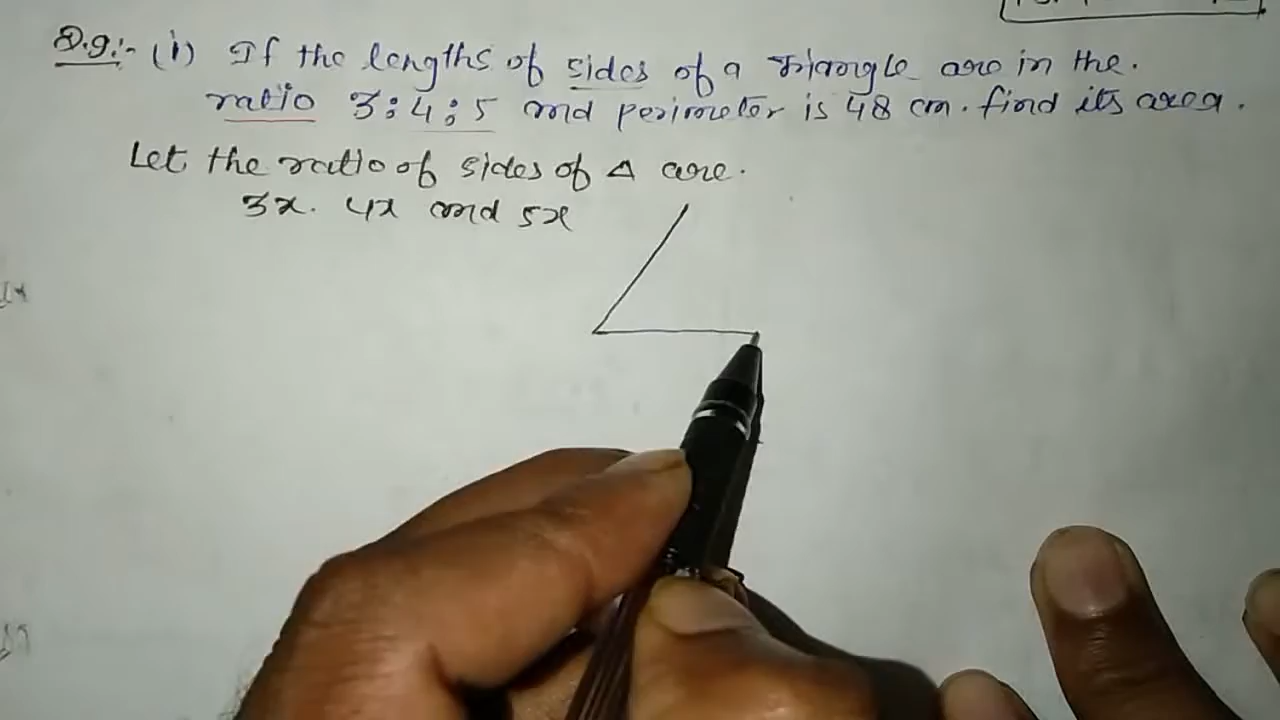 Q.9:- (i) If the lengths of sides of a triangle are in the.
ratio 3:4:5 and perimeter is 48 cm. find its area.
Let the ratio of sides of Δ are.
3x. 4x and 5x